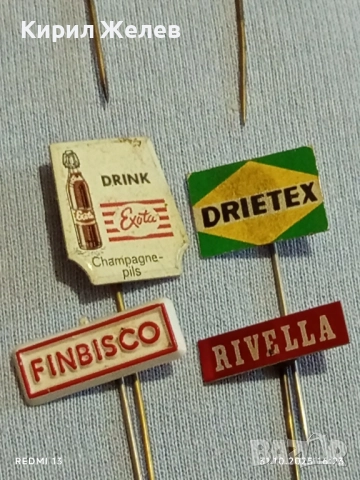 Кирил Желев
DRINK
Exota
Champagne-
pils
DRIETEX
FINBISCO
RIVELLA
REDMI 13